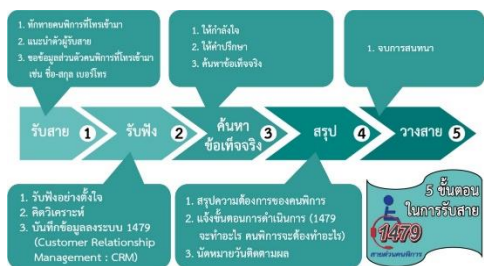 1. ทักทายคนพิการที่โทรเข้ามา
2. แนะนำตัวผู้รับสาย
3. ขอข้อมูลส่วนตัวคนพิการที่โทรเข้ามา
เช่น ชื่อ-สกุล เบอร์โทร
1. ให้กำลังใจ
2. ให้คำปรึกษา
3. ค้นหาข้อเท็จจริง
1. จบการสนทนา
รับสาย 1
รับฟัง 2
ค้นหา
ข้อเท็จจริง 3
สรุป 4
วางสาย 5
1. รับฟังอย่างตั้งใจ
2. คิดวิเคราะห์
3. บันทึกข้อมูลลงระบบ 1479
(Customer Relationship
Management : CRM)
1. สรุปความต้องการของคนพิการ
2. แจ้งขั้นตอนการดำเนินการ (1479
จะทำอะไร คนพิการจะต้องทำอะไร)
3. นัดหมายวันติดตามผล
5 ขั้นตอน
ในการรับสาย
1479
สายด่วนคนพิการ